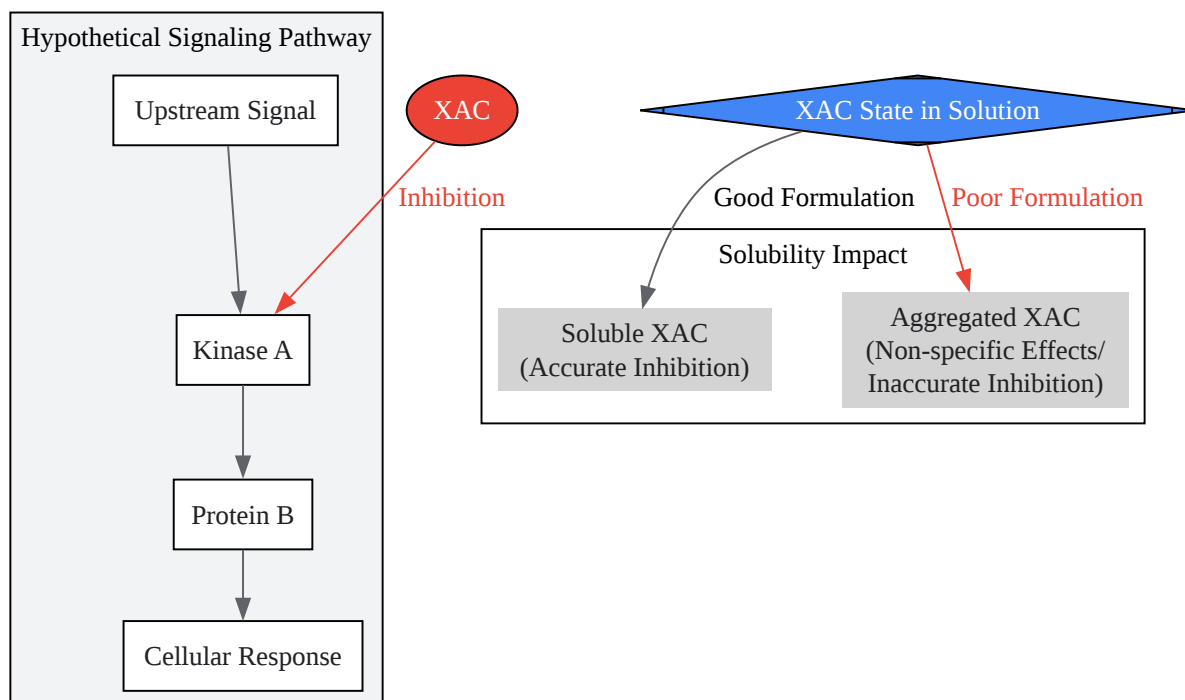 Hypothetical Signaling Pathway
Upstream Signal
XAC
XAC State in Solution
Inhibition
Good Formulation
Poor Formulation
Solubility Impact
Kinase A
Soluble XAC
(Accurate Inhibition)
Aggregated XAC
(Non-specific Effects/
Inaccurate Inhibition)
Protein B
Cellular Response